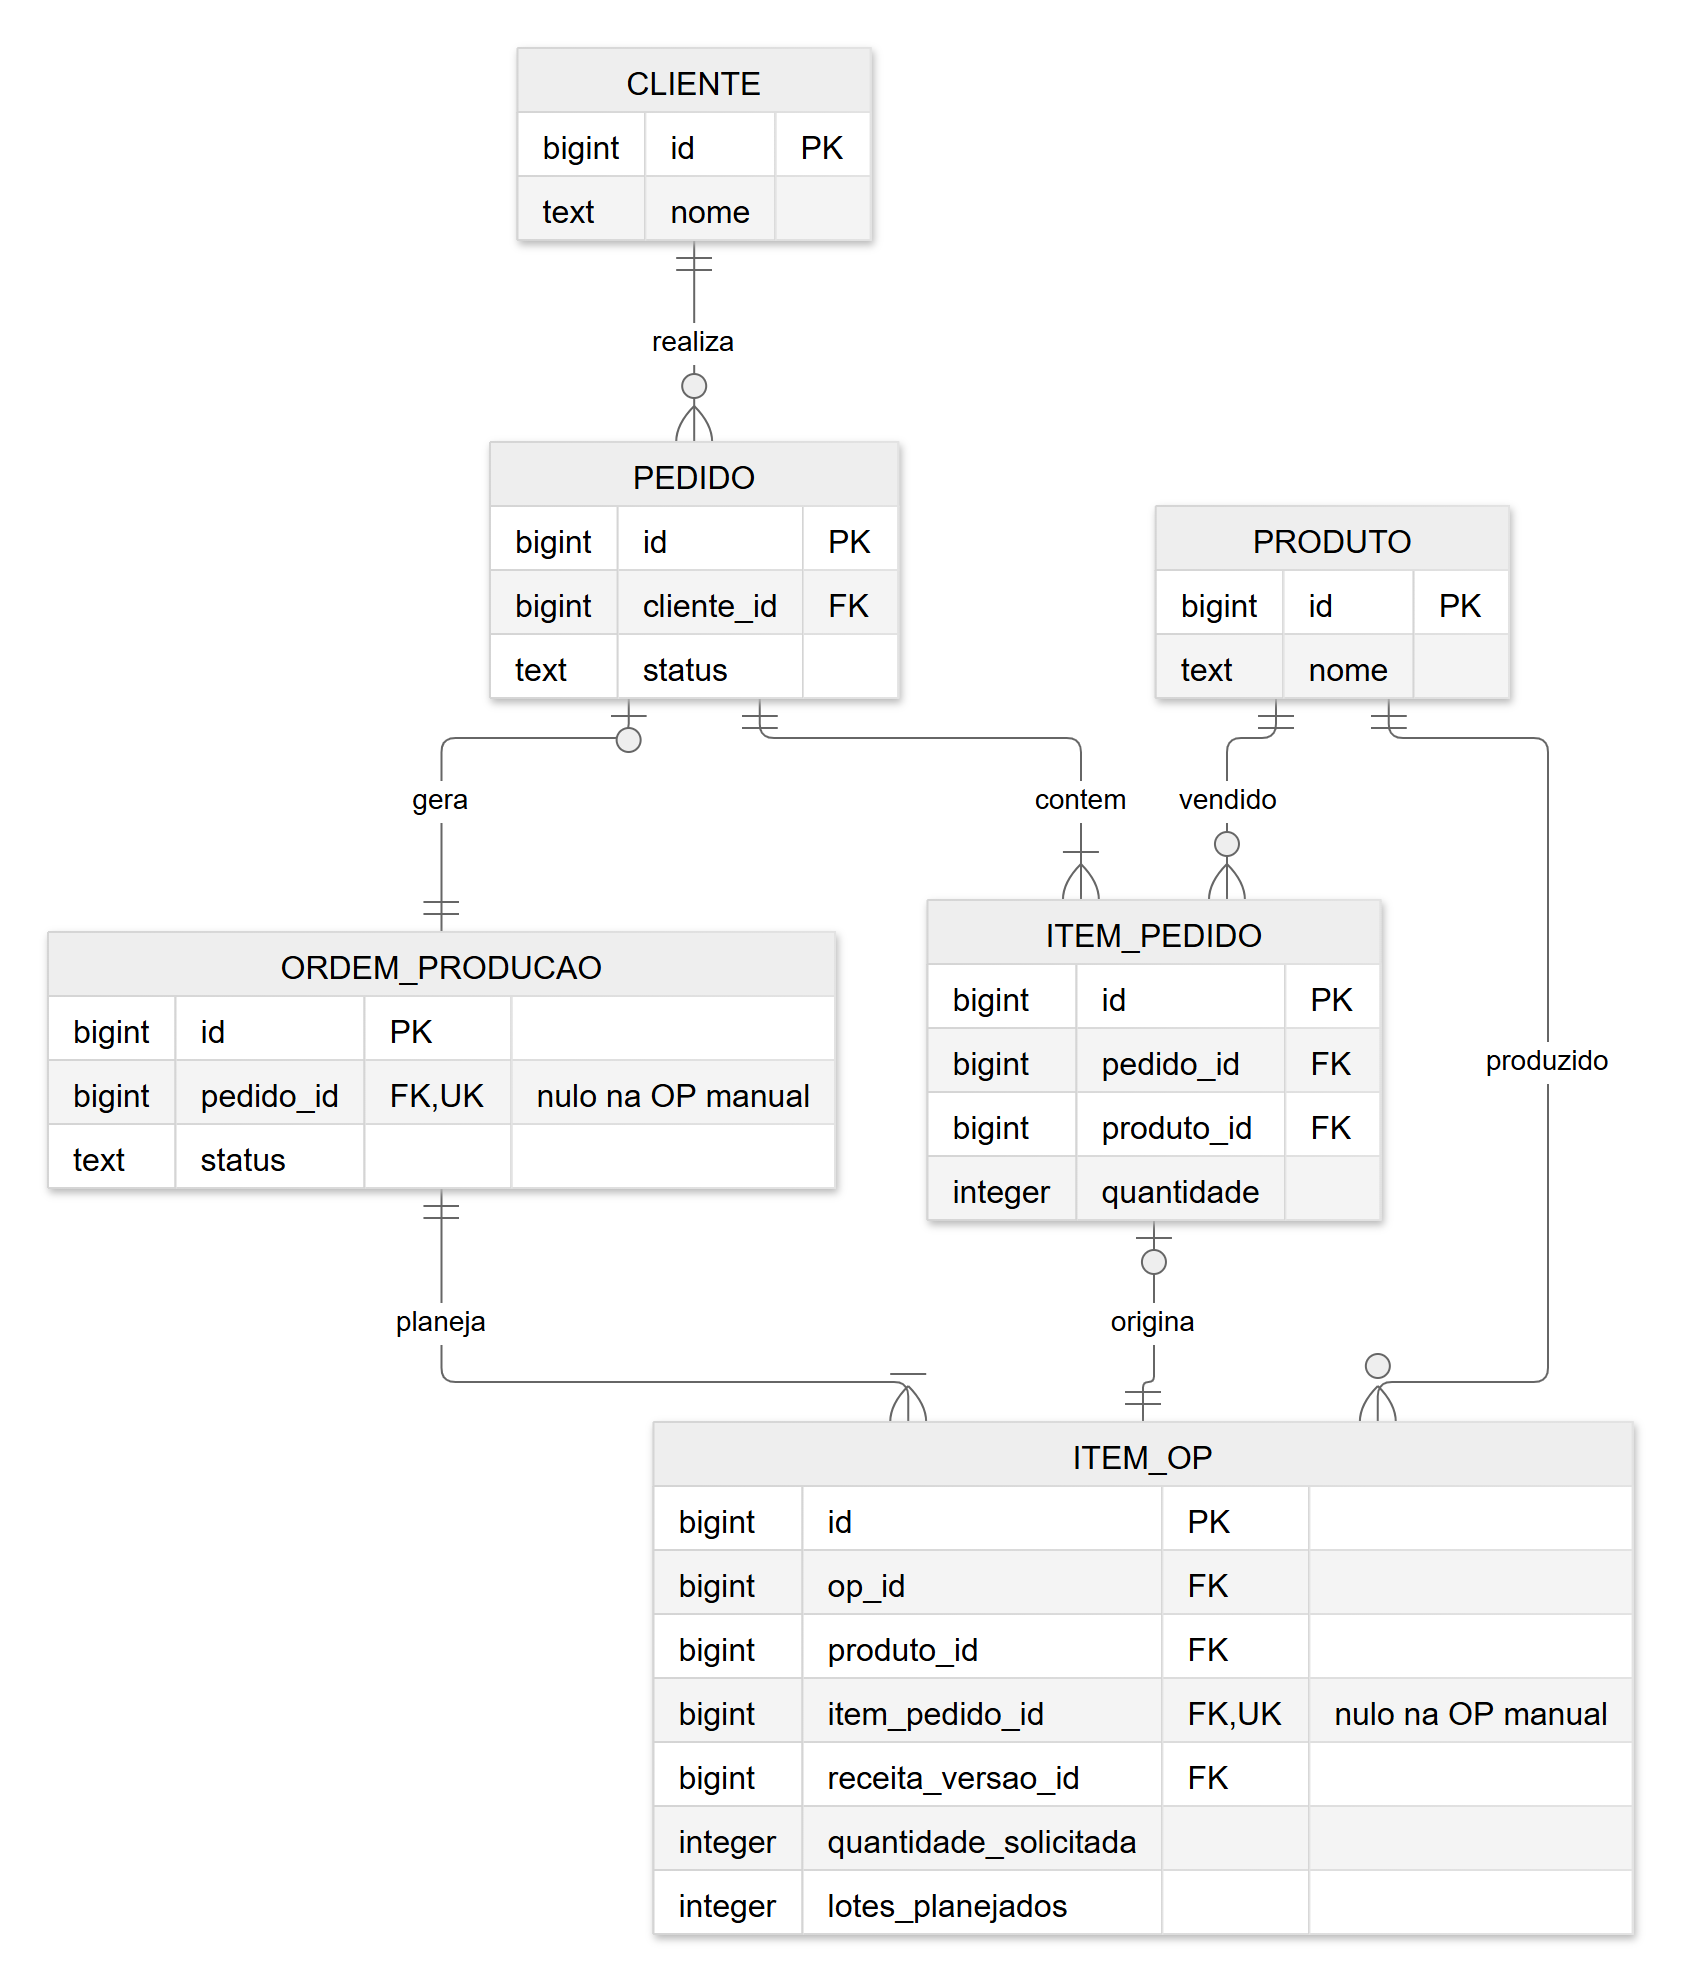 CLIENTE
bigint id PK
text nome
realiza
PEDIDO
bigint id PK
bigint cliente_id FK
text status
PRODUTO
bigint id PK
text nome
gera
contem
vendido
ORDEM_PRODUCAO
bigint id PK
bigint pedido_id FK,UK nulo na OP manual
text status
ITEM_PEDIDO
bigint id PK
bigint pedido_id FK
bigint produto_id FK
integer quantidade
produzido
planeja
origina
ITEM_OP
bigint id PK
bigint op_id FK
bigint produto_id FK
bigint item_pedido_id FK,UK nulo na OP manual
bigint receita_versao_id FK
integer quantidade_solicitada
integer lotes_planejados